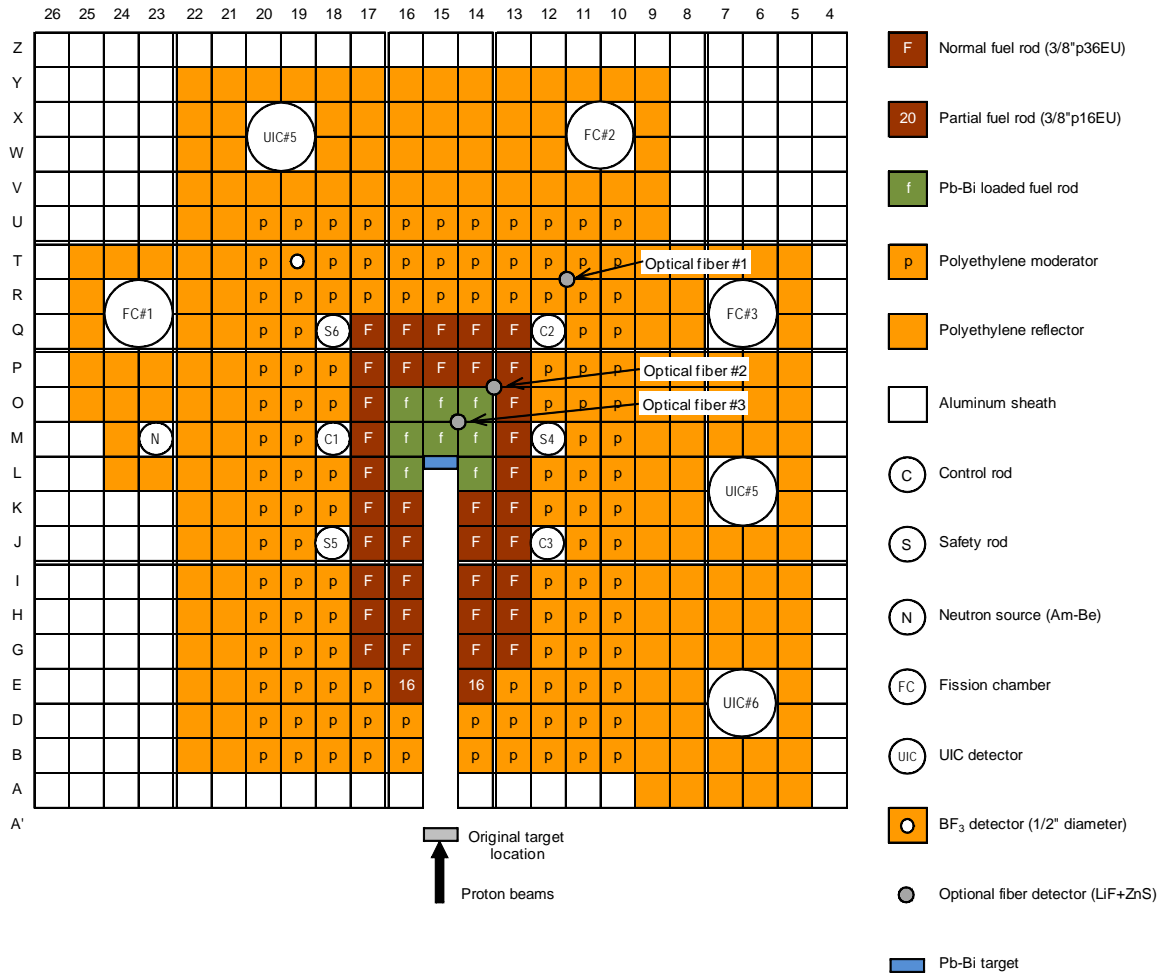 26 25 24 23 22 21 20 19 18 17 16 15 14 13 12 11 10 9 8 7 6 5 4
Z
Y
X
UIC#5 FC#2
W
V
U p p p p p p p p p p p
T p p p p p p p p p p
Optical fiber #1
R p p p p p p p p p p p
FC#1 FC#3
Q p p S6 F F F F F C2 p p
P p p p F F F F F p p p
Optical fiber #2
O p p p F f f f F p p p
Optical fiber #3
M N p p C1 F f f f F S4 p p
L p p p F f f F p p p
UIC#5
K p p p F F F F p p p
J p p S5 F F F F C3 p p
I p p p F F F F p p p
H p p p F F F F p p p
G p p p F F F F p p p
E p p p p 16 16 p p p p
UIC#6
D p p p p p p p p p p
B p p p p p p p p p p
A
A'
Original target
location
Proton beams
F Normal fuel rod (3/8"p36EU)
20 Partial fuel rod (3/8"p16EU)
f Pb-Bi loaded fuel rod
p Polyethylene moderator
Polyethylene reflector
Aluminum sheath
C Control rod
S Safety rod
N Neutron source (Am-Be)
FC Fission chamber
UIC UIC detector
BF₃ detector (1/2" diameter)
Optional fiber detector (LiF+ZnS)
Pb-Bi target